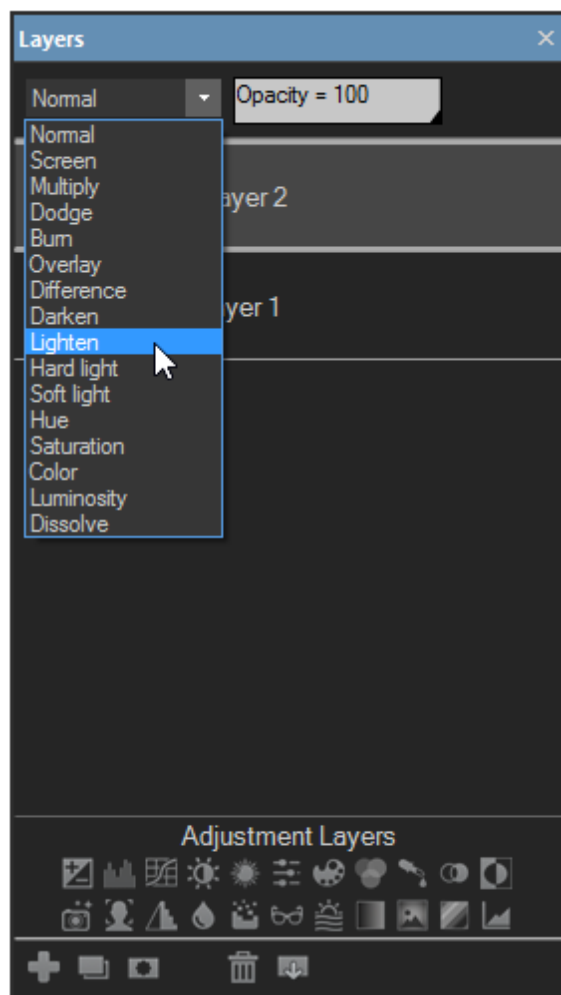 Layers
Normal
Opacity = 100
Normal
Screen
Multiply
Dodge
Burn
Overlay
Difference
Darken
Lighten
Hard light
Soft light
Hue
Saturation
Color
Luminosity
Dissolve
ayer 2
yer 1
Adjustment Layers